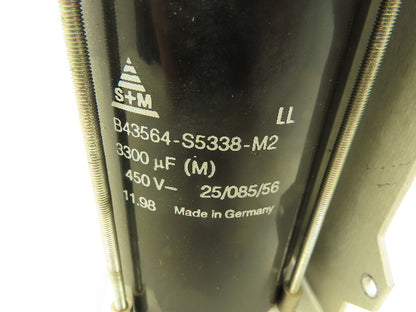 S+M
LL
B43564-S5338-M2
3300 µF (M)
450 V– 25/085/56
11.98 Made in Germany